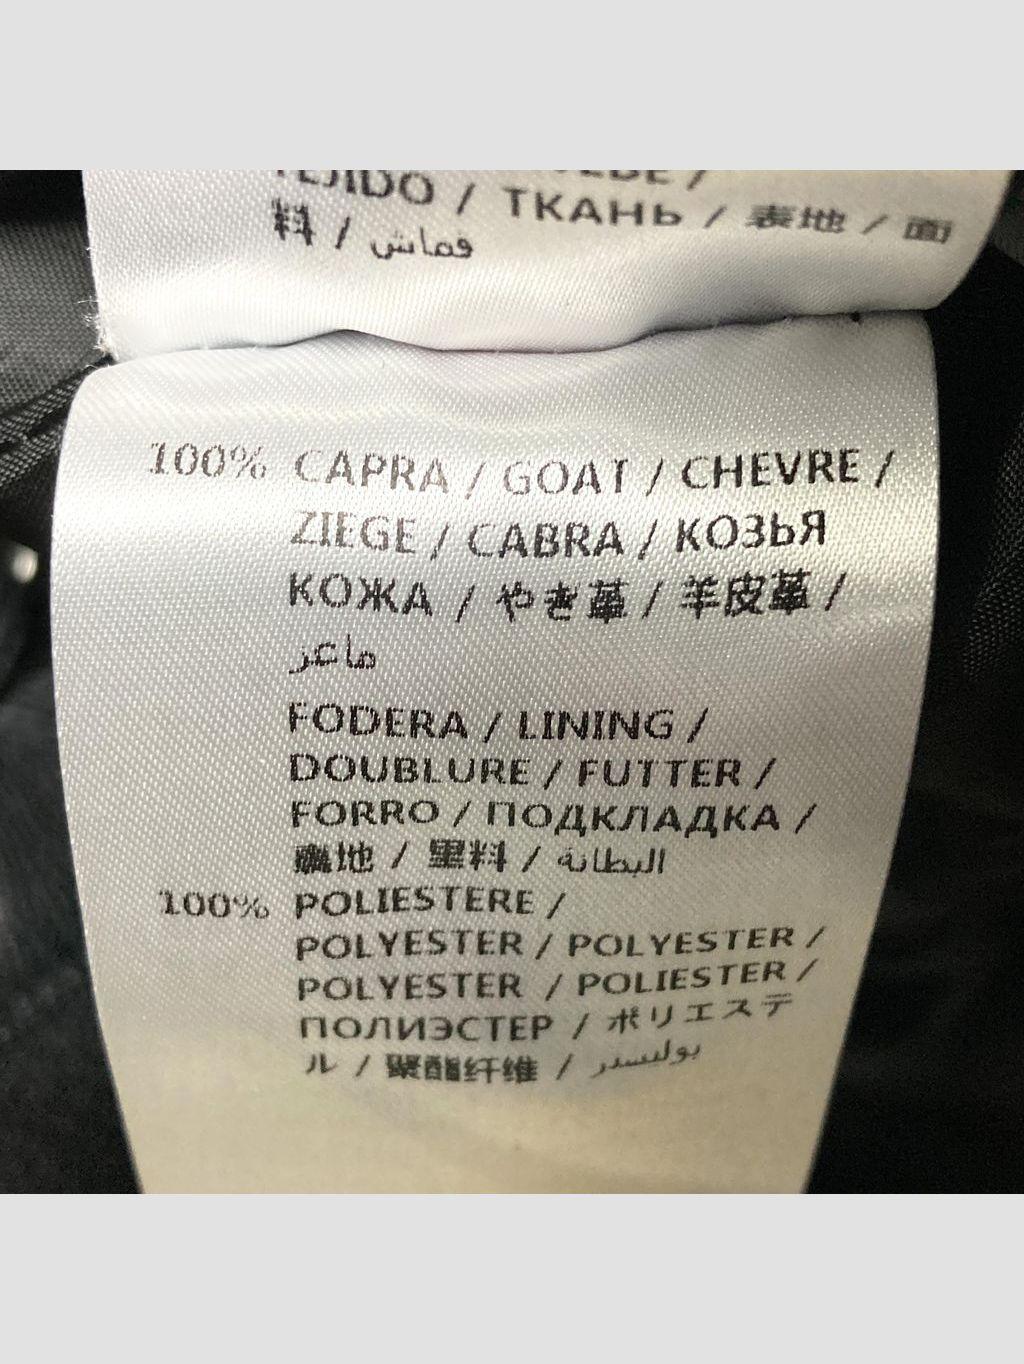 TEJIDO / ТКАНЬ / 表地 / 面
料 / قماش
100% CAPRA / GOAT / CHEVRE /
ZIEGE / CABRA / КОЗЬЯ
КОЖА / やぎ革 / 羊皮革 /
ماعز
FODERA / LINING /
DOUBLURE / FUTTER /
FORRO / ПОДКЛАДКА /
裏地 / 里料 / البطانة
100% POLIESTERE /
POLYESTER / POLYESTER /
POLYESTER / POLIESTER /
ПОЛИЭСТЕР / ポリエステ
ル / 聚酯纤维 / بوليستر